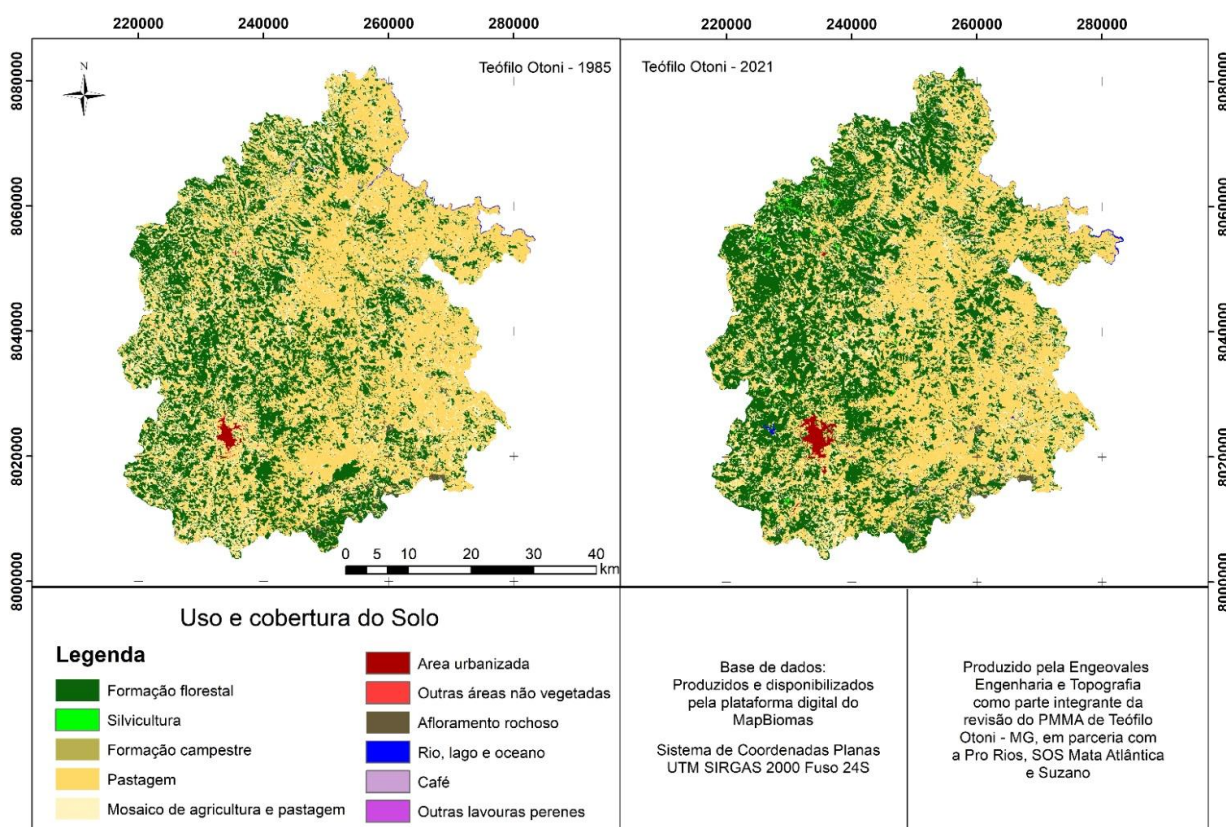 220000 240000 260000 280000 220000 240000 260000 280000
N
Teófilo Otoni - 1985
Teófilo Otoni - 2021
8080000 8080000
8060000 8060000
8040000 8040000
8020000 8020000
8000000 8000000
0 5 10 20 30 40
km
Uso e cobertura do Solo
Legenda
Formação florestal
Silvicultura
Formação campestre
Pastagem
Mosaico de agricultura e pastagem
Area urbanizada
Outras áreas não vegetadas
Afloramento rochoso
Rio, lago e oceano
Café
Outras lavouras perenes
Base de dados:
Produzidos e disponibilizados
pela plataforma digital do
MapBiomas
Sistema de Coordenadas Planas
UTM SIRGAS 2000 Fuso 24S
Produzido pela Engeovales
Engenharia e Topografia
como parte integrante da
revisão do PMMA de Teófilo
Otoni - MG, em parceria com
a Pro Rios, SOS Mata Atlântica
e Suzano